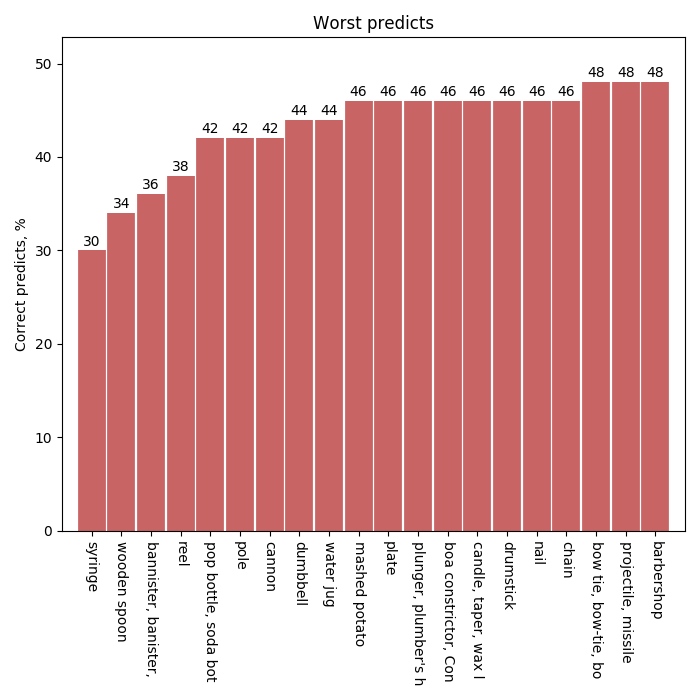 Worst predicts
Correct predicts, %
50
40
30
20
10
0
30
34
36
38
42
42
42
44
44
46
46
46
46
46
46
46
46
48
48
48
syringe
wooden spoon
bannister, banister,
reel
pop bottle, soda bot
pole
cannon
dumbbell
water jug
mashed potato
plate
plunger, plumber's h
boa constrictor, Con
candle, taper, wax l
drumstick
nail
chain
bow tie, bow-tie, bo
projectile, missile
barbershop